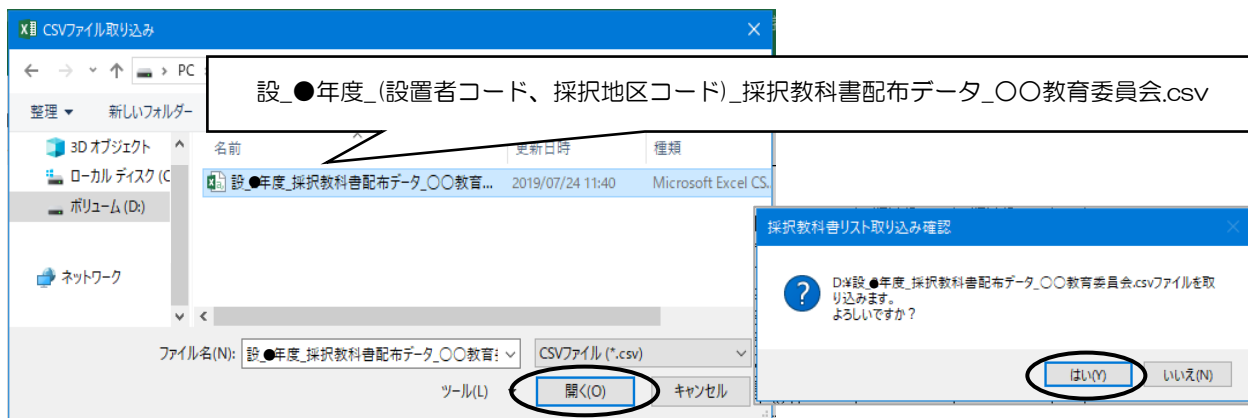 CSVファイル取り込み
PC
設_●年度_(設置者コード、採択地区コード)_採択教科書配布データ_〇〇教育委員会.csv
整理 新しいフォルダー
3D オブジェクト
ローカル ディスク (C
ボリューム (D:)
ネットワーク
名前 更新日時 種類
設_●年度_採択教科書配布データ_〇〇教育... 2019/07/24 11:40 Microsoft Excel CS
ファイル名(N): 設_●年度_採択教科書配布データ_〇〇教育 CSVファイル (*.csv)
ツール(L) 開く(O) キャンセル
採択教科書リスト取り込み確認
D:¥設_●年度_採択教科書配布データ_〇〇教育委員会.csvファイルを取
り込みます。
よろしいですか？
はい(Y) いいえ(N)